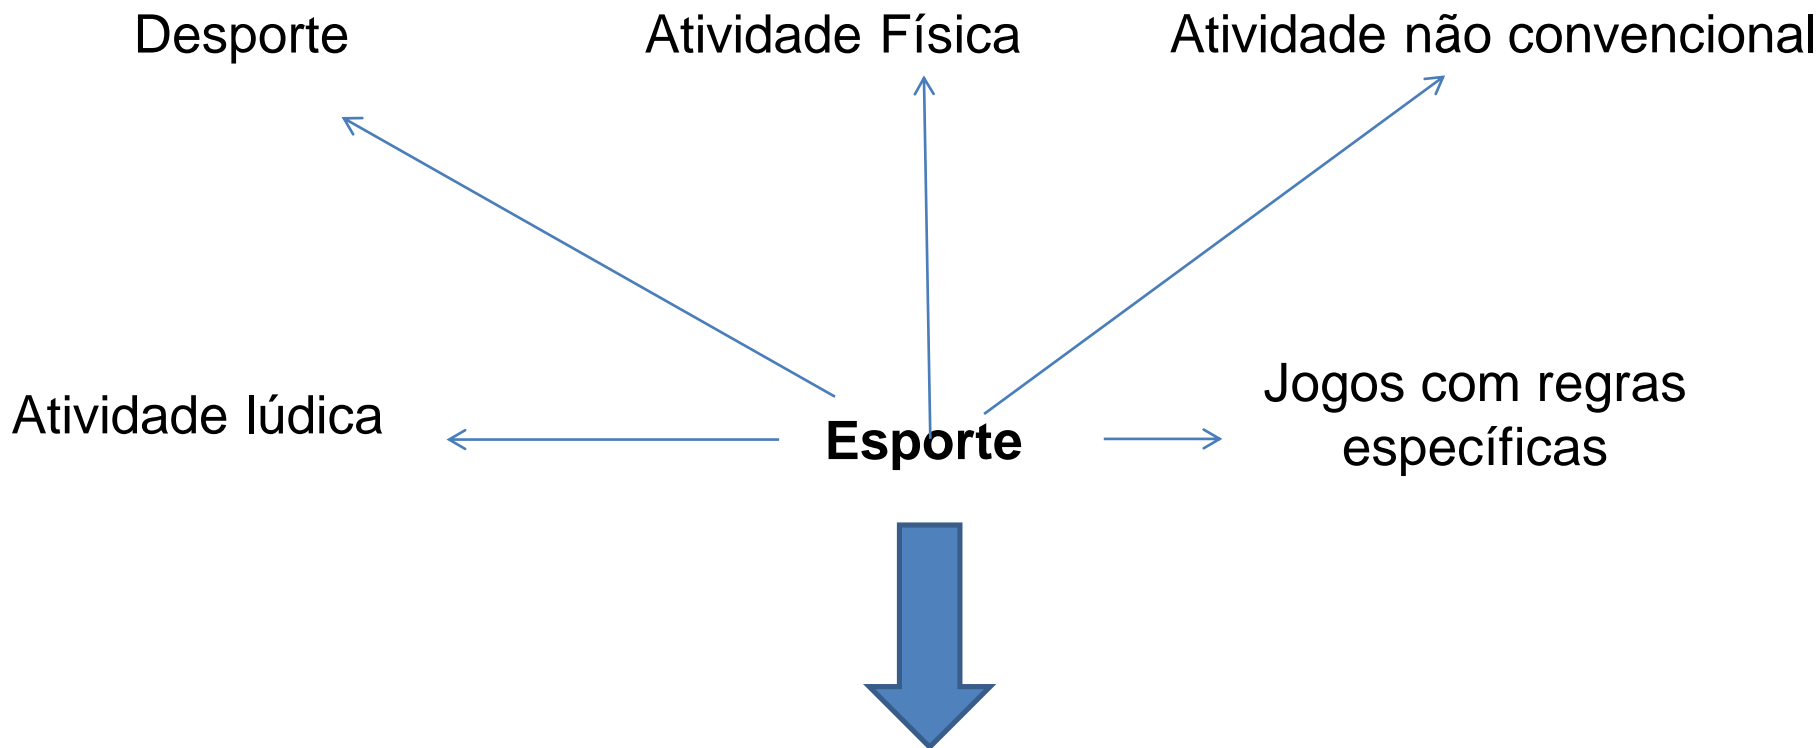 Desporte
Atividade Física
Atividade não convencional
Atividade lúdica
Esporte
Jogos com regras
específicas